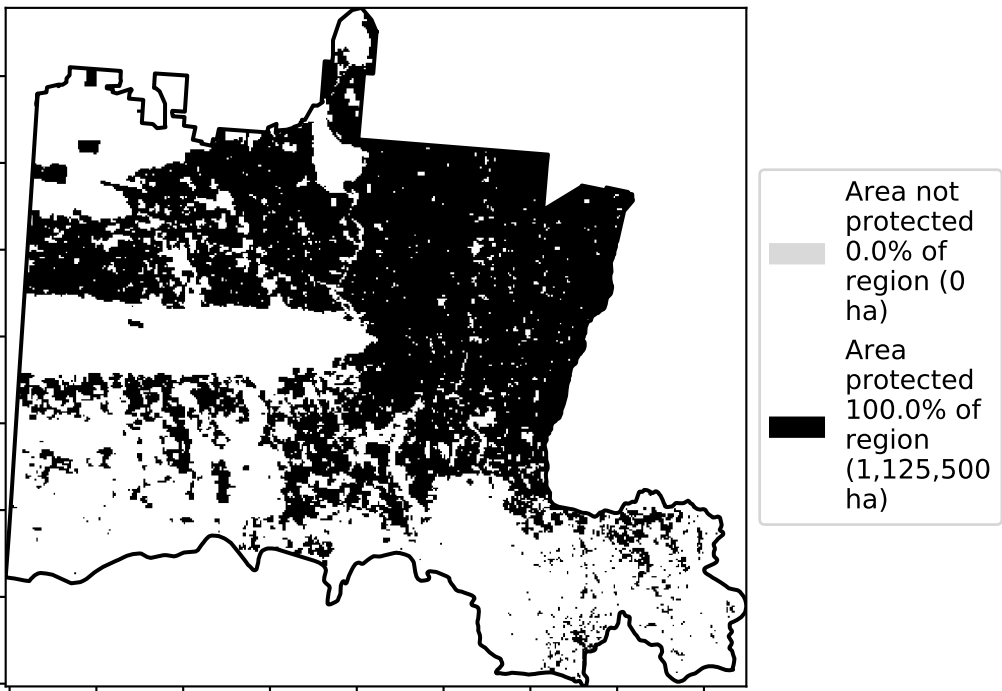 Area not
protected
0.0% of
region (0
ha)
Area
protected
100.0% of
region
(1,125,500
ha)